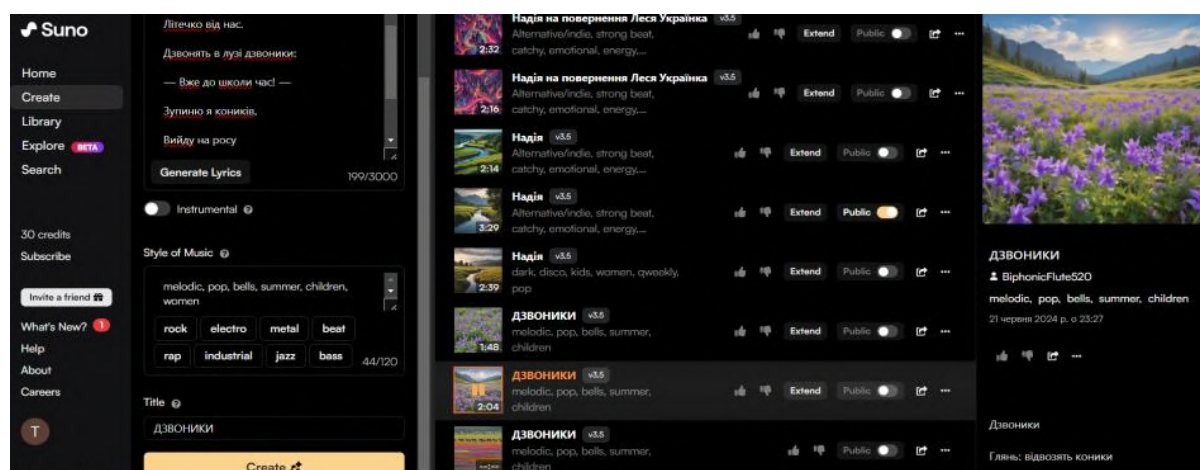 Suno
Home
Create
Library
Explore BETA
Search
30 credits
Subscribe
Invite a friend
What's New? 1
Help
About
Careers
T
Літечко від нас.
Дзвонять в лузі дзвоники:
— Вже до школи час! —
Зупиню я коників,
Вийду на росу
Generate Lyrics
199/3000
Instrumental
Style of Music
melodic, pop, bells, summer, children,
women
rock electro metal beat
rap industrial jazz bass
44/120
Title
ДЗВОНИКИ
Create
Надія на повернення Леся Українка v3.5
Alternative/indie, strong beat,
catchy, emotional, energy,...
2:32
Extend Public
Надія на повернення Леся Українка v3.5
Alternative/indie, strong beat,
catchy, emotional, energy,...
2:16
Extend Public
Надія v3.5
Alternative/indie, strong beat,
catchy, emotional, energy,...
2:14
Extend Public
Надія v3.5
Alternative/indie, strong beat,
catchy, emotional, energy,...
3:29
Extend Public
Надія v3.5
dark, disco, kids, women, qweekly,
pop
2:39
Extend Public
ДЗВОНИКИ v3.5
melodic, pop, bells, summer,
children
1:48
Extend Public
ДЗВОНИКИ v3.5
melodic, pop, bells, summer,
children
2:04
Extend Public
ДЗВОНИКИ v3.5
melodic, pop, bells, summer,
children
--:--
Public
ДЗВОНИКИ
BiphonicFlute520
melodic, pop, bells, summer, children
21 червня 2024 р. о 23:27
Дзвоники
Глянь: відвозять коники